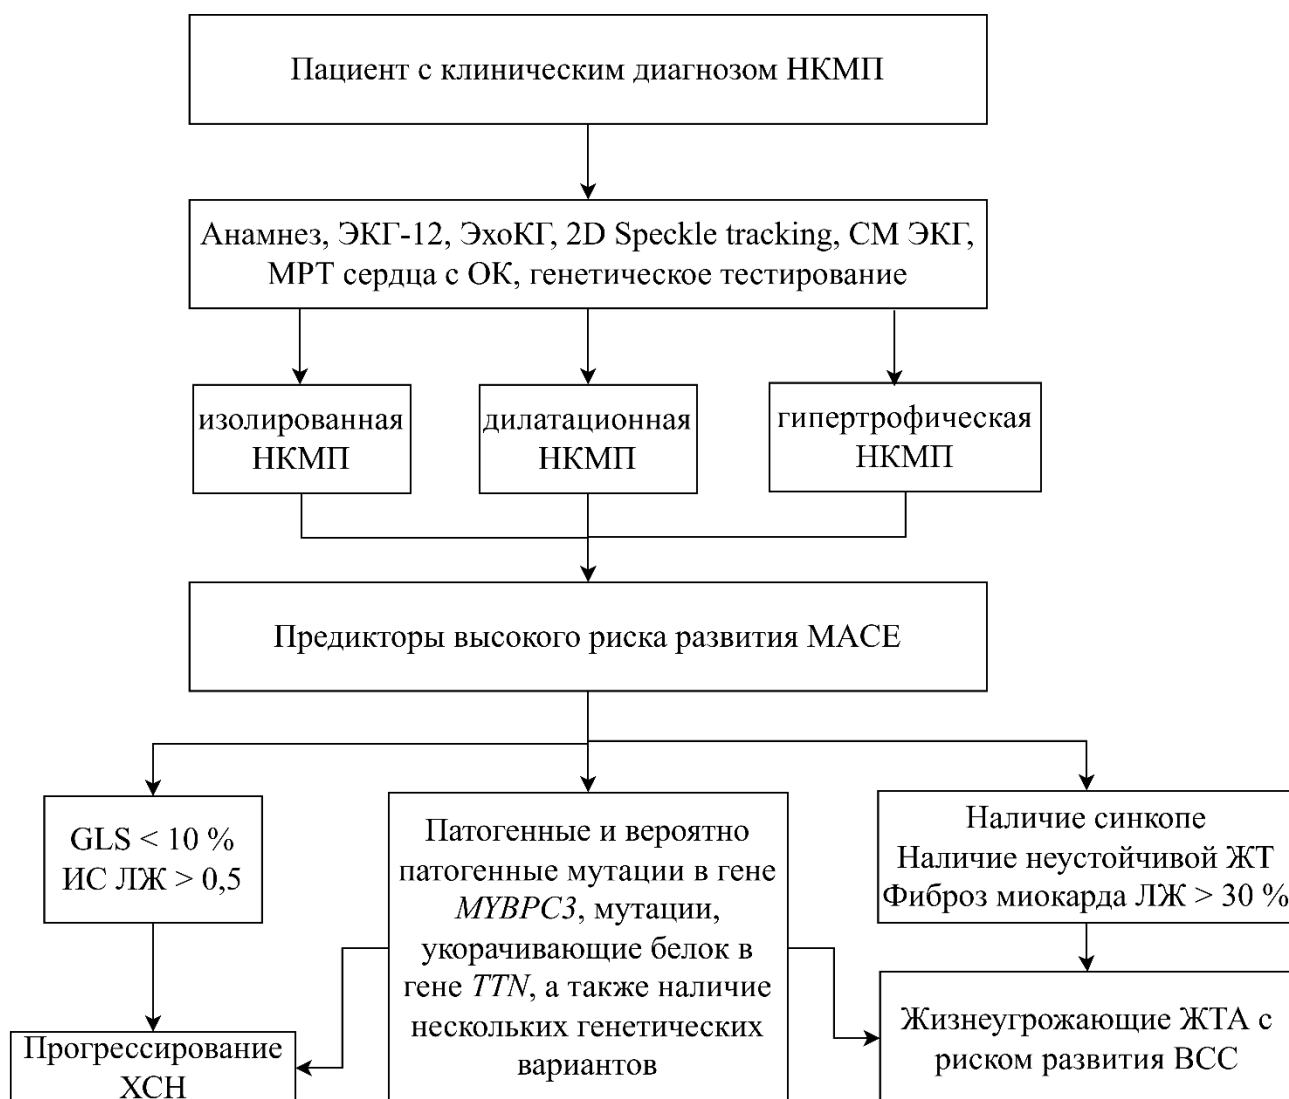 Пациент с клиническим диагнозом НКМП
Анамнез, ЭКГ-12, ЭхоКГ, 2D Speckle tracking, СМ ЭКГ,
МРТ сердца с ОК, генетическое тестирование
изолированная
НКМП
дилатационная
НКМП
гипертрофическая
НКМП
Предикторы высокого риска развития MACE
GLS < 10 %
ИС ЛЖ > 0,5
Патогенные и вероятно
патогенные мутации в гене
MYBPC3, мутации,
укорачивающие белок в
гене TTN, а также наличие
нескольких генетических
вариантов
Наличие синкопе
Наличие неустойчивой ЖТ
Фиброз миокарда ЛЖ > 30 %
Прогрессирование
ХСН
Жизнеугрожающие ЖТА с
риском развития ВСС